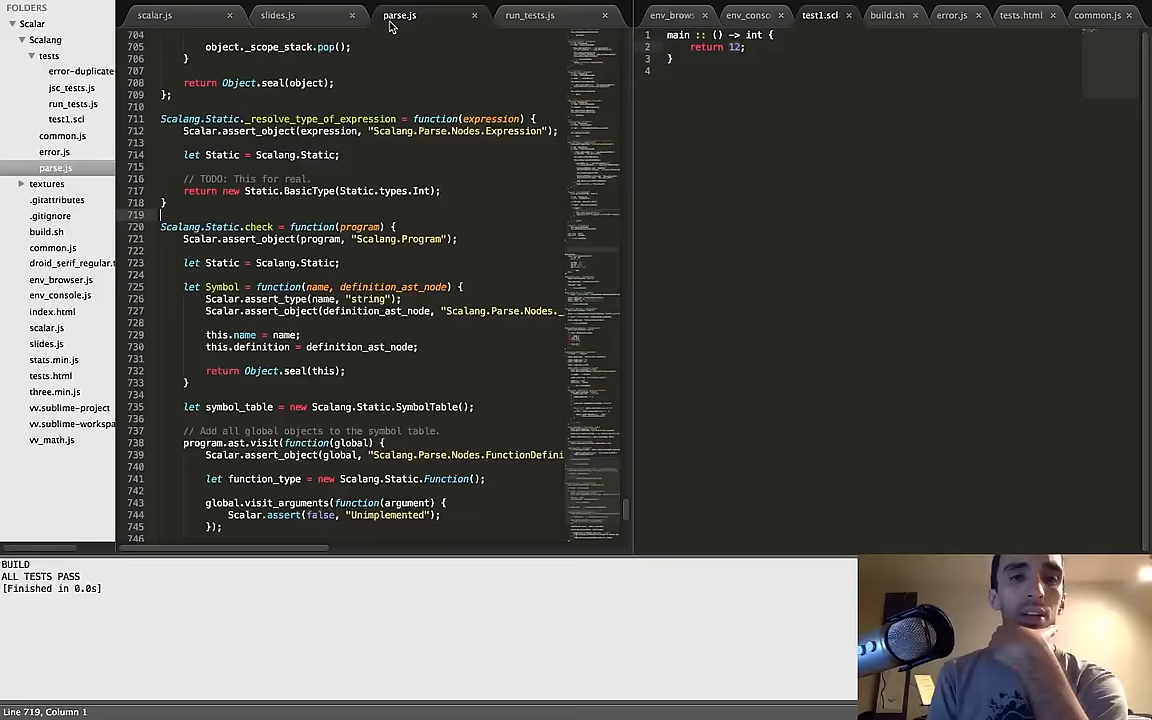 FOLDERS
Scalar
Scalang
tests
error-duplicate
jsc_tests.js
run_tests.js
test1.scl
common.js
error.js
parse.js
textures
.gitattributes
.gitignore
build.sh
common.js
droid_serif_regular.t
env_browser.js
env_console.js
index.html
scalar.js
slides.js
stats.min.js
tests.html
three.min.js
vv.sublime-project
vv.sublime-workspa
vv_math.js
scalar.js × slides.js × parse.js × run_tests.js ×
704
705 object._scope_stack.pop();
706 }
707
708 return Object.seal(object);
709 };
710
711 Scalang.Static._resolve_type_of_expression = function(expression) {
712 Scalar.assert_object(expression, "Scalang.Parse.Nodes.Expression");
713
714 let Static = Scalang.Static;
715
716 // TODO: This for real.
717 return new Static.BasicType(Static.types.Int);
718 }
719
720 Scalang.Static.check = function(program) {
721 Scalar.assert_object(program, "Scalang.Program");
722
723 let Static = Scalang.Static;
724
725 let Symbol = function(name, definition_ast_node) {
726 Scalar.assert_type(name, "string");
727 Scalar.assert_object(definition_ast_node, "Scalang.Parse.Nodes._
728
729 this.name = name;
730 this.definition = definition_ast_node;
731
732 return Object.seal(this);
733 }
734
735 let symbol_table = new Scalang.Static.SymbolTable();
736
737 // Add all global objects to the symbol table.
738 program.ast.visit(function(global) {
739 Scalar.assert_object(global, "Scalang.Parse.Nodes.FunctionDefini
740
741 let function_type = new Scalang.Static.Function();
742
743 global.visit_arguments(function(argument) {
744 Scalar.assert(false, "Unimplemented");
745 });
746
env_brows × env_conso × test1.scl × build.sh × error.js × tests.html × common.js ×
1 main :: () -> int {
2 return 12;
3 }
4
BUILD
ALL TESTS PASS
[Finished in 0.0s]
Line 719, Column 1